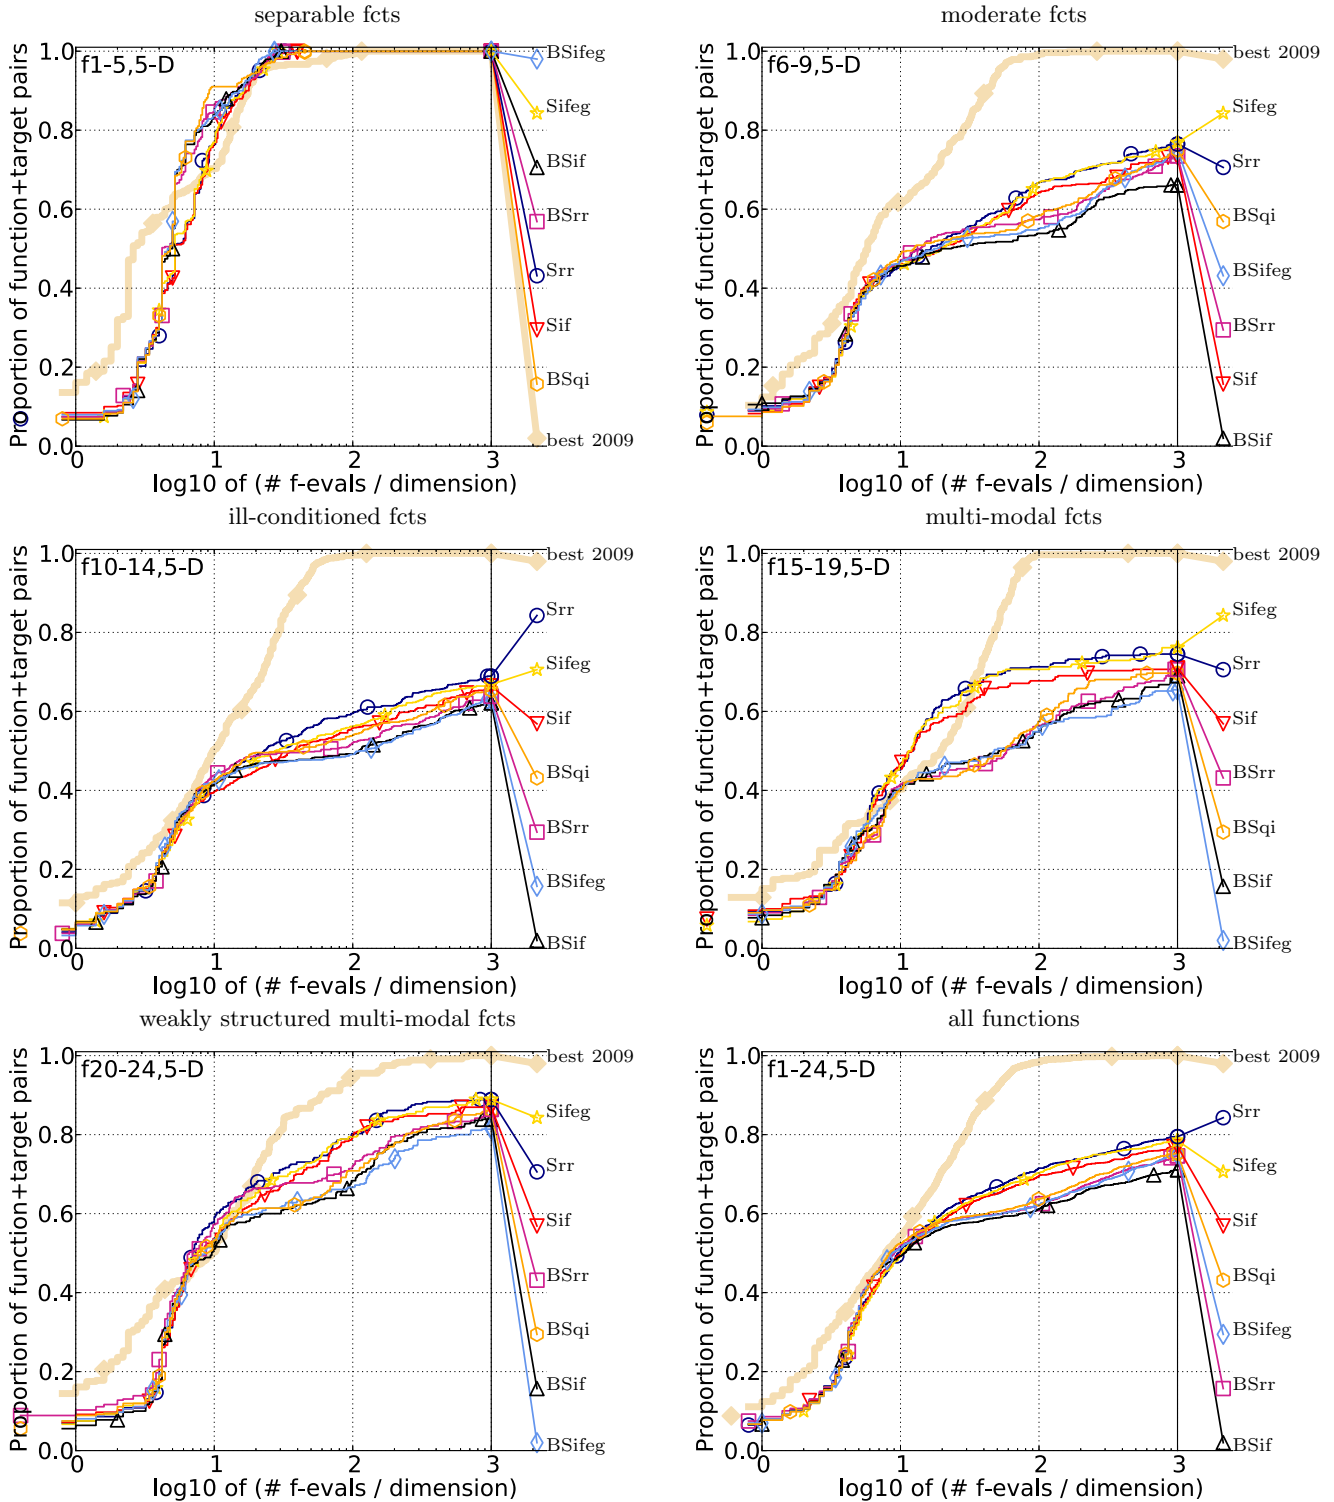 separable fcts
Proportion of function+target pairs
1.0
0.8
0.6
0.4
0.2
0.0
f1-5,5-D
BSifeg
Sifeg
BSif
BSrr
Srr
Sif
BSqi
best 2009
0 1 2 3
log10 of (# f-evals / dimension)
moderate fcts
Proportion of function+target pairs
1.0
0.8
0.6
0.4
0.2
0.0
f6-9,5-D
best 2009
Sifeg
Srr
BSqi
BSifeg
BSrr
Sif
BSif
0 1 2 3
log10 of (# f-evals / dimension)
ill-conditioned fcts
Proportion of function+target pairs
1.0
0.8
0.6
0.4
0.2
0.0
f10-14,5-D
best 2009
Srr
Sifeg
Sif
BSqi
BSrr
BSifeg
BSif
0 1 2 3
log10 of (# f-evals / dimension)
multi-modal fcts
Proportion of function+target pairs
1.0
0.8
0.6
0.4
0.2
0.0
f15-19,5-D
best 2009
Sifeg
Srr
Sif
BSrr
BSqi
BSif
BSifeg
0 1 2 3
log10 of (# f-evals / dimension)
weakly structured multi-modal fcts
Proportion of function+target pairs
1.0
0.8
0.6
0.4
0.2
0.0
f20-24,5-D
best 2009
Sifeg
Srr
Sif
BSrr
BSqi
BSif
BSifeg
0 1 2 3
log10 of (# f-evals / dimension)
all functions
Proportion of function+target pairs
1.0
0.8
0.6
0.4
0.2
0.0
f1-24,5-D
best 2009
Srr
Sifeg
Sif
BSqi
BSifeg
BSrr
BSif
0 1 2 3
log10 of (# f-evals / dimension)